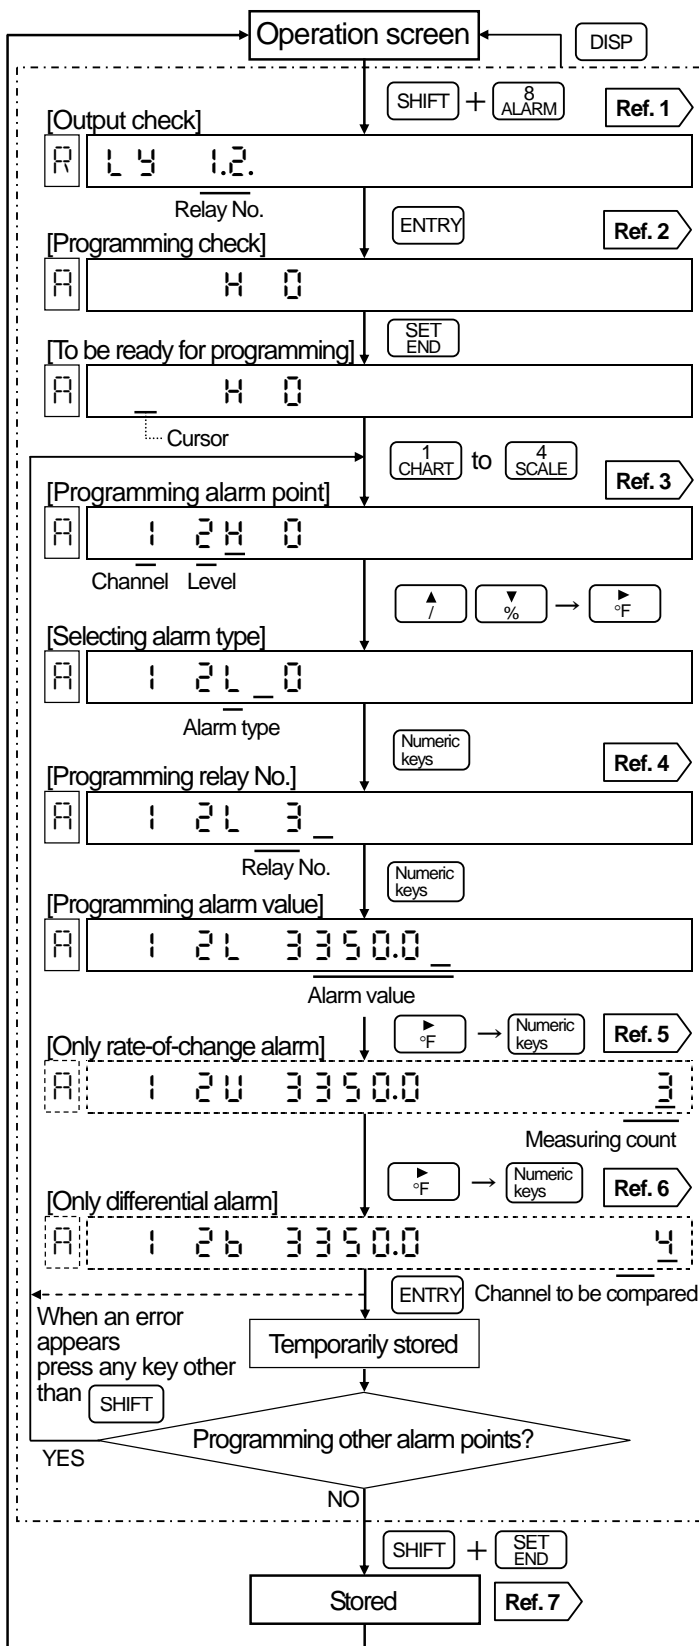 Operation screen
DISP
SHIFT + 8 ALARM
Ref. 1
[Output check]
R L y 1.2.
Relay No.
ENTRY
Ref. 2
[Programming check]
A H 0
SET END
[To be ready for programming]
A H 0
Cursor
1 CHART to 4 SCALE
Ref. 3
[Programming alarm point]
A 1 2H 0
Channel Level
▲ / ▼ % → ► °F
[Selecting alarm type]
A 1 2L _0
Alarm type
Numeric keys
Ref. 4
[Programming relay No.]
A 1 2L 3_
Relay No.
Numeric keys
[Programming alarm value]
A 1 2L 3350.0_
Alarm value
► °F → Numeric keys
Ref. 5
[Only rate-of-change alarm]
A 1 2U 3350.0 3
Measuring count
► °F → Numeric keys
Ref. 6
[Only differential alarm]
A 1 2b 3350.0 4
ENTRY
Channel to be compared
When an error
appears
press any key other
than SHIFT
Temporarily stored
Programming other alarm points?
YES
NO
SHIFT + SET END
Stored
Ref. 7